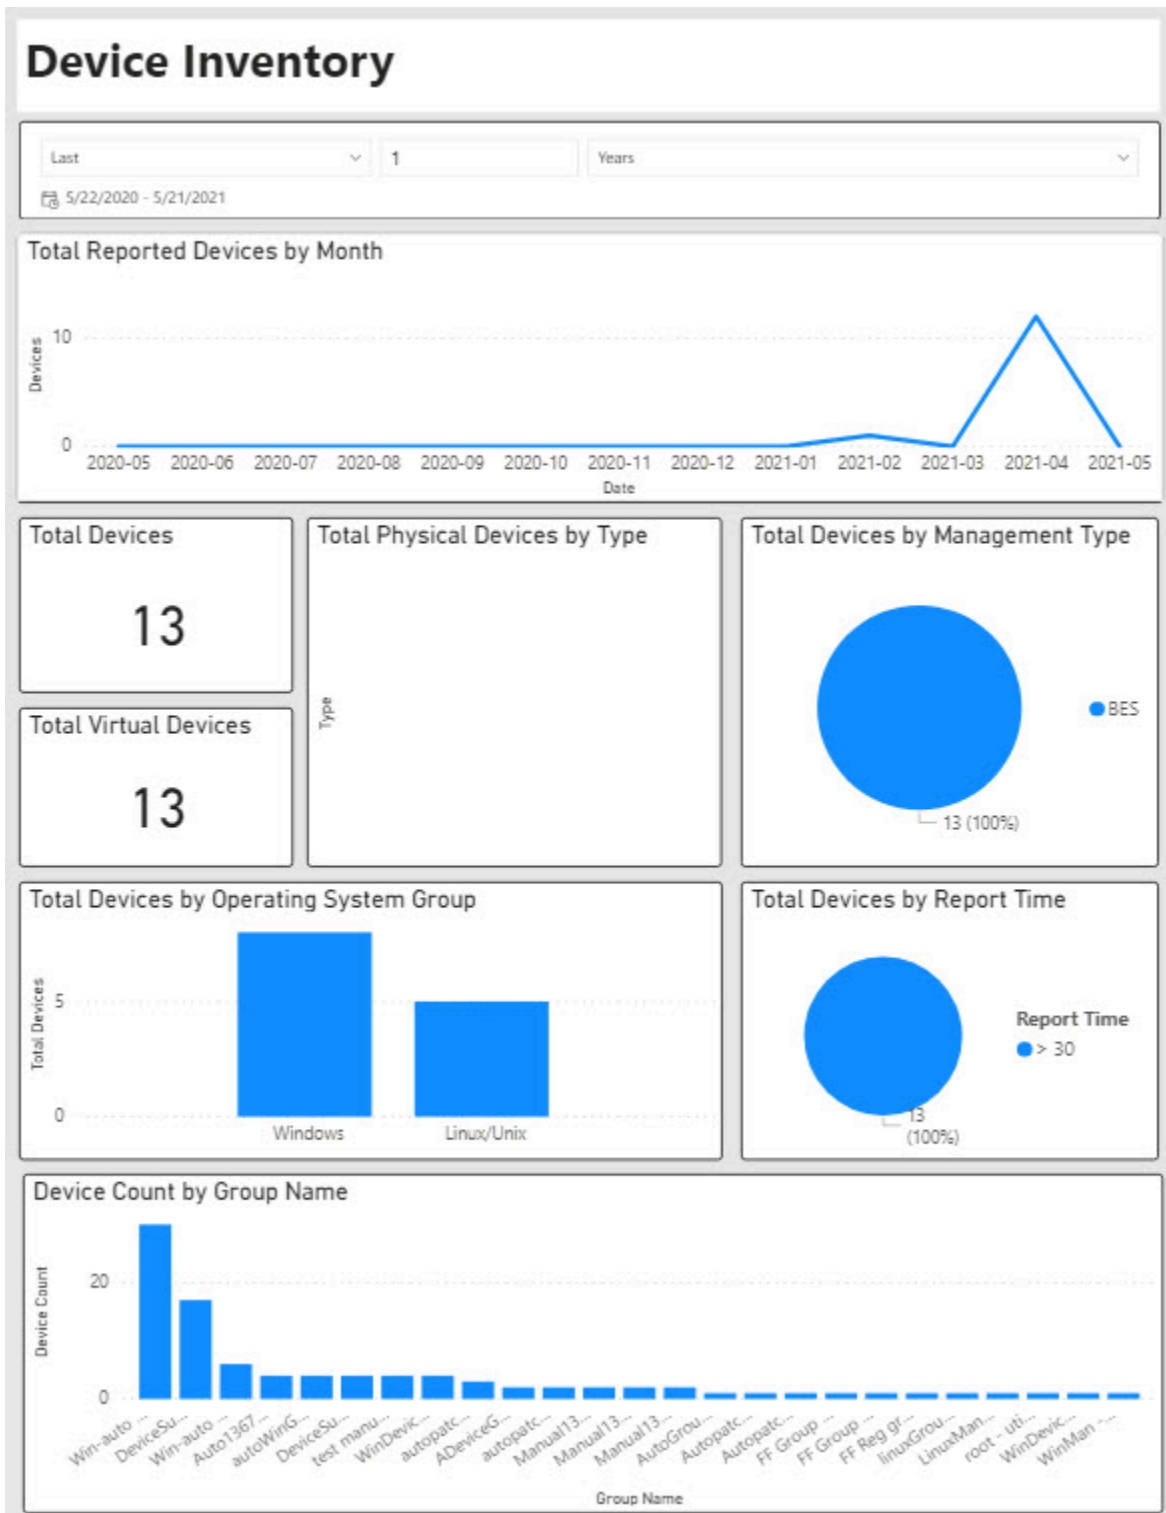 Device Inventory
Last 1 Years
5/22/2020 - 5/21/2021
Total Reported Devices by Month
Devices
10
0
2020-05 2020-06 2020-07 2020-08 2020-09 2020-10 2020-11 2020-12 2021-01 2021-02 2021-03 2021-04 2021-05
Date
Total Devices
13
Total Virtual Devices
13
Total Physical Devices by Type
Type
Total Devices by Management Type
BES
13 (100%)
Total Devices by Operating System Group
Total Devices
5
0
Windows Linux/Unix
Total Devices by Report Time
Report Time
> 30
13
(100%)
Device Count by Group Name
Device Count
20
0
Win-auto ... DeviceSu... Win-auto ... Auto1367... autoWinG... DeviceSu... test manu... WinDevic... autopatc... ADeviceG... autopatc... Manual13... Manual13... Manual13... AutoGrou... Autopatc... Autopatc... FF Group ... FF Group ... FF Reg gr... linuxGrou... LinuxMan... root - uti... WinDevic... WinMan -...
Group Name